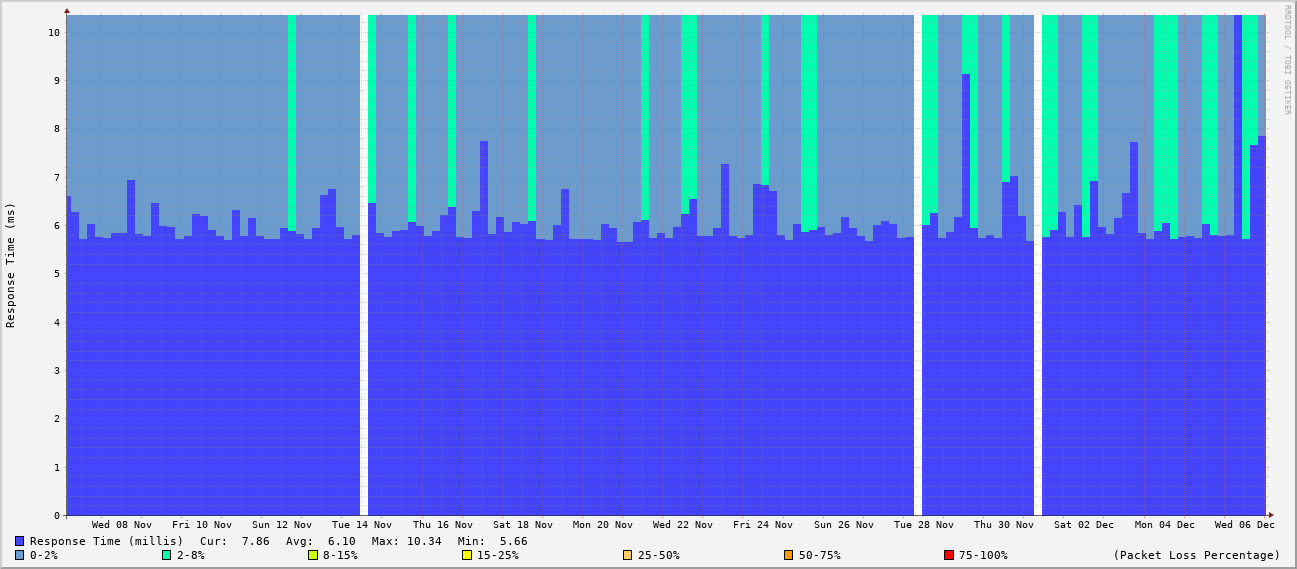 RRDTOOL / TOBI OETIKER
Response Time (ms)
10
9
8
7
6
5
4
3
2
1
0
Wed 08 Nov Fri 10 Nov Sun 12 Nov Tue 14 Nov Thu 16 Nov Sat 18 Nov Mon 20 Nov Wed 22 Nov Fri 24 Nov Sun 26 Nov Tue 28 Nov Thu 30 Nov Sat 02 Dec Mon 04 Dec Wed 06 Dec
Response Time (millis) Cur: 7.86 Avg: 6.10 Max: 10.34 Min: 5.66
0-2% 2-8% 8-15% 15-25% 25-50% 50-75% 75-100% (Packet Loss Percentage)